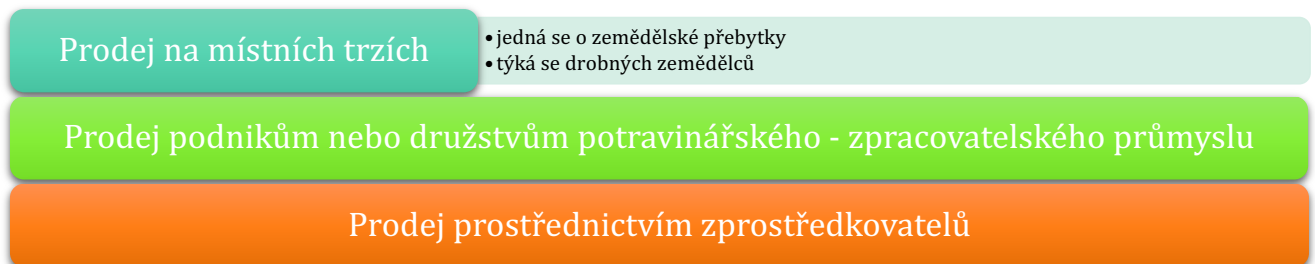 Prodej na místních trzích
•jedná se o zemědělské přebytky
•týká se drobných zemědělců
Prodej podnikům nebo družstvům potravinářského - zpracovatelského průmyslu
Prodej prostřednictvím zprostředkovatelů